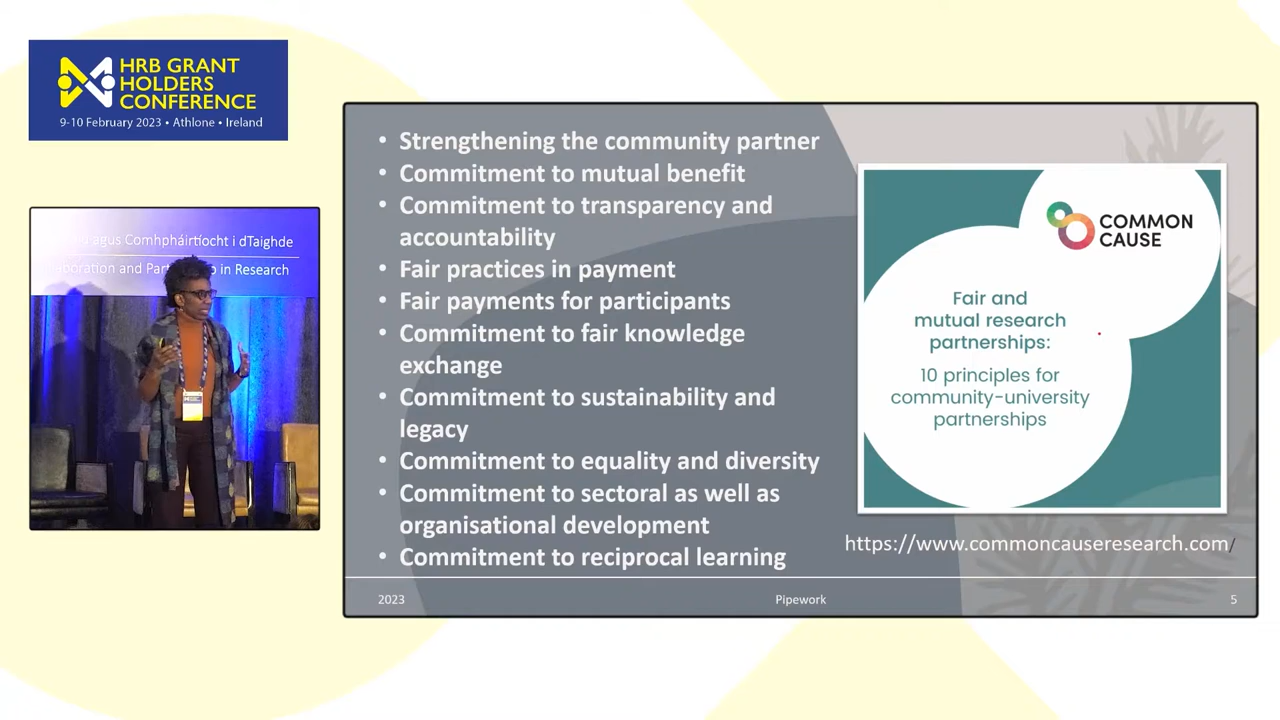 HRB GRANT
HOLDERS
CONFERENCE
9-10 February 2023 • Athlone • Ireland
agus Comhpháirtíocht i dTaighde
in Research
• Strengthening the community partner
• Commitment to mutual benefit
• Commitment to transparency and
accountability
• Fair practices in payment
• Fair payments for participants
• Commitment to fair knowledge
exchange
• Commitment to sustainability and
legacy
• Commitment to equality and diversity
• Commitment to sectoral as well as
organisational development
• Commitment to reciprocal learning
COMMON
CAUSE
Fair and
mutual research
partnerships:
10 principles for
community-university
partnerships
https://www.commoncauseresearch.com/
2023
Pipework
5